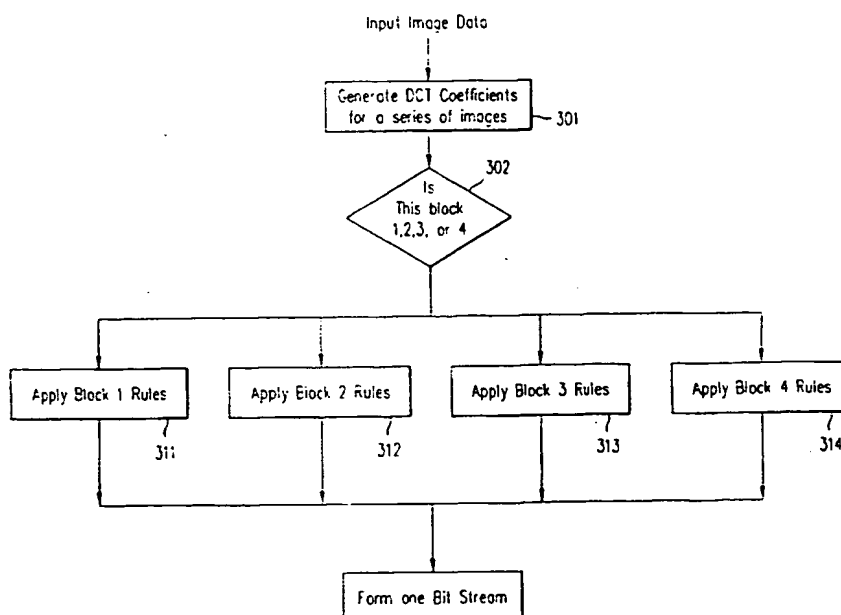 Input Image Data
Generate DCT Coefficients
for a series of images
301
302
Is
This block
1,2,3, or 4
Apply Block 1 Rules
Apply Block 2 Rules
Apply Block 3 Rules
Apply Block 4 Rules
311
312
313
314
Form one Bit Stream